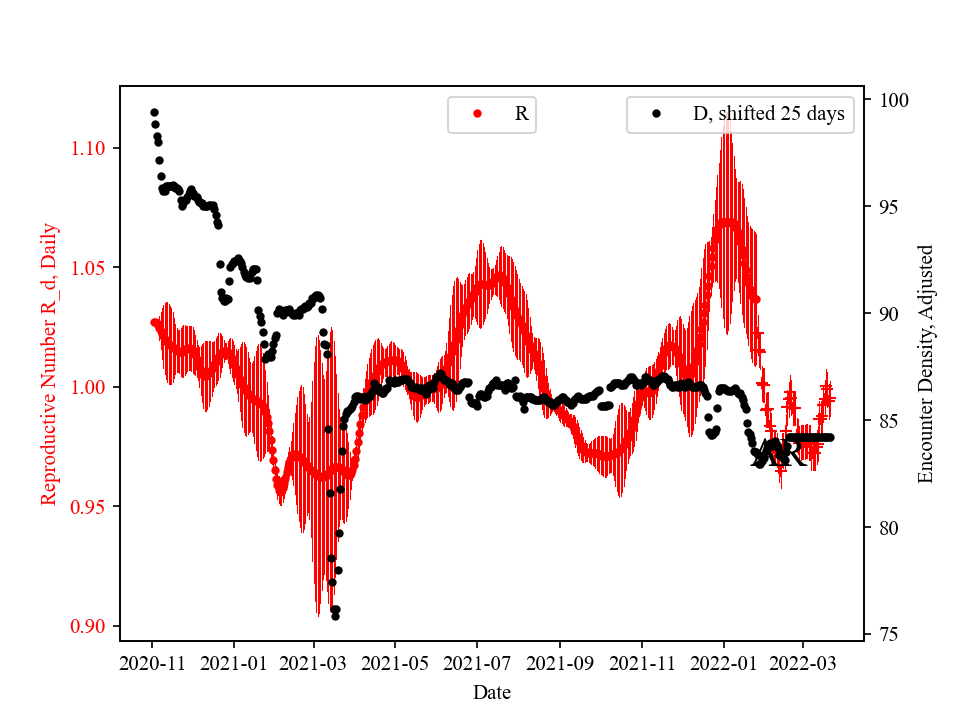 R
D, shifted 25 days
1.10
1.05
1.00
0.95
0.90
Reproductive Number R_d, Daily
100
95
90
85
80
75
Encounter Density, Adjusted
AR
2020-11 2021-01 2021-03 2021-05 2021-07 2021-09 2021-11 2022-01 2022-03
Date